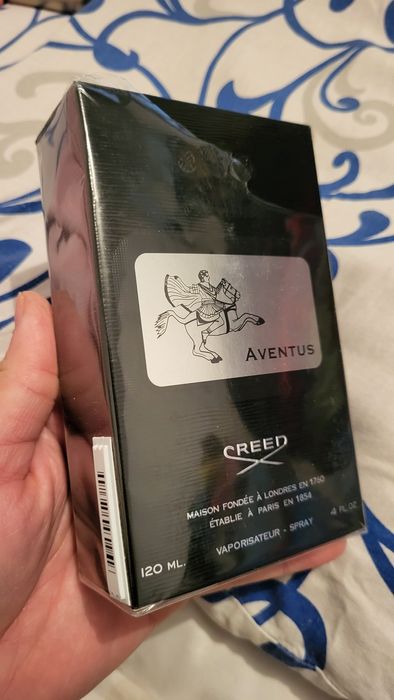 AVENTUS
CREED
MAISON FONDÉE À LONDRES EN 1760
ÉTABLIE À PARIS EN 1854
VAPORISATEUR - SPRAY
120 ML. 4 FL.OZ